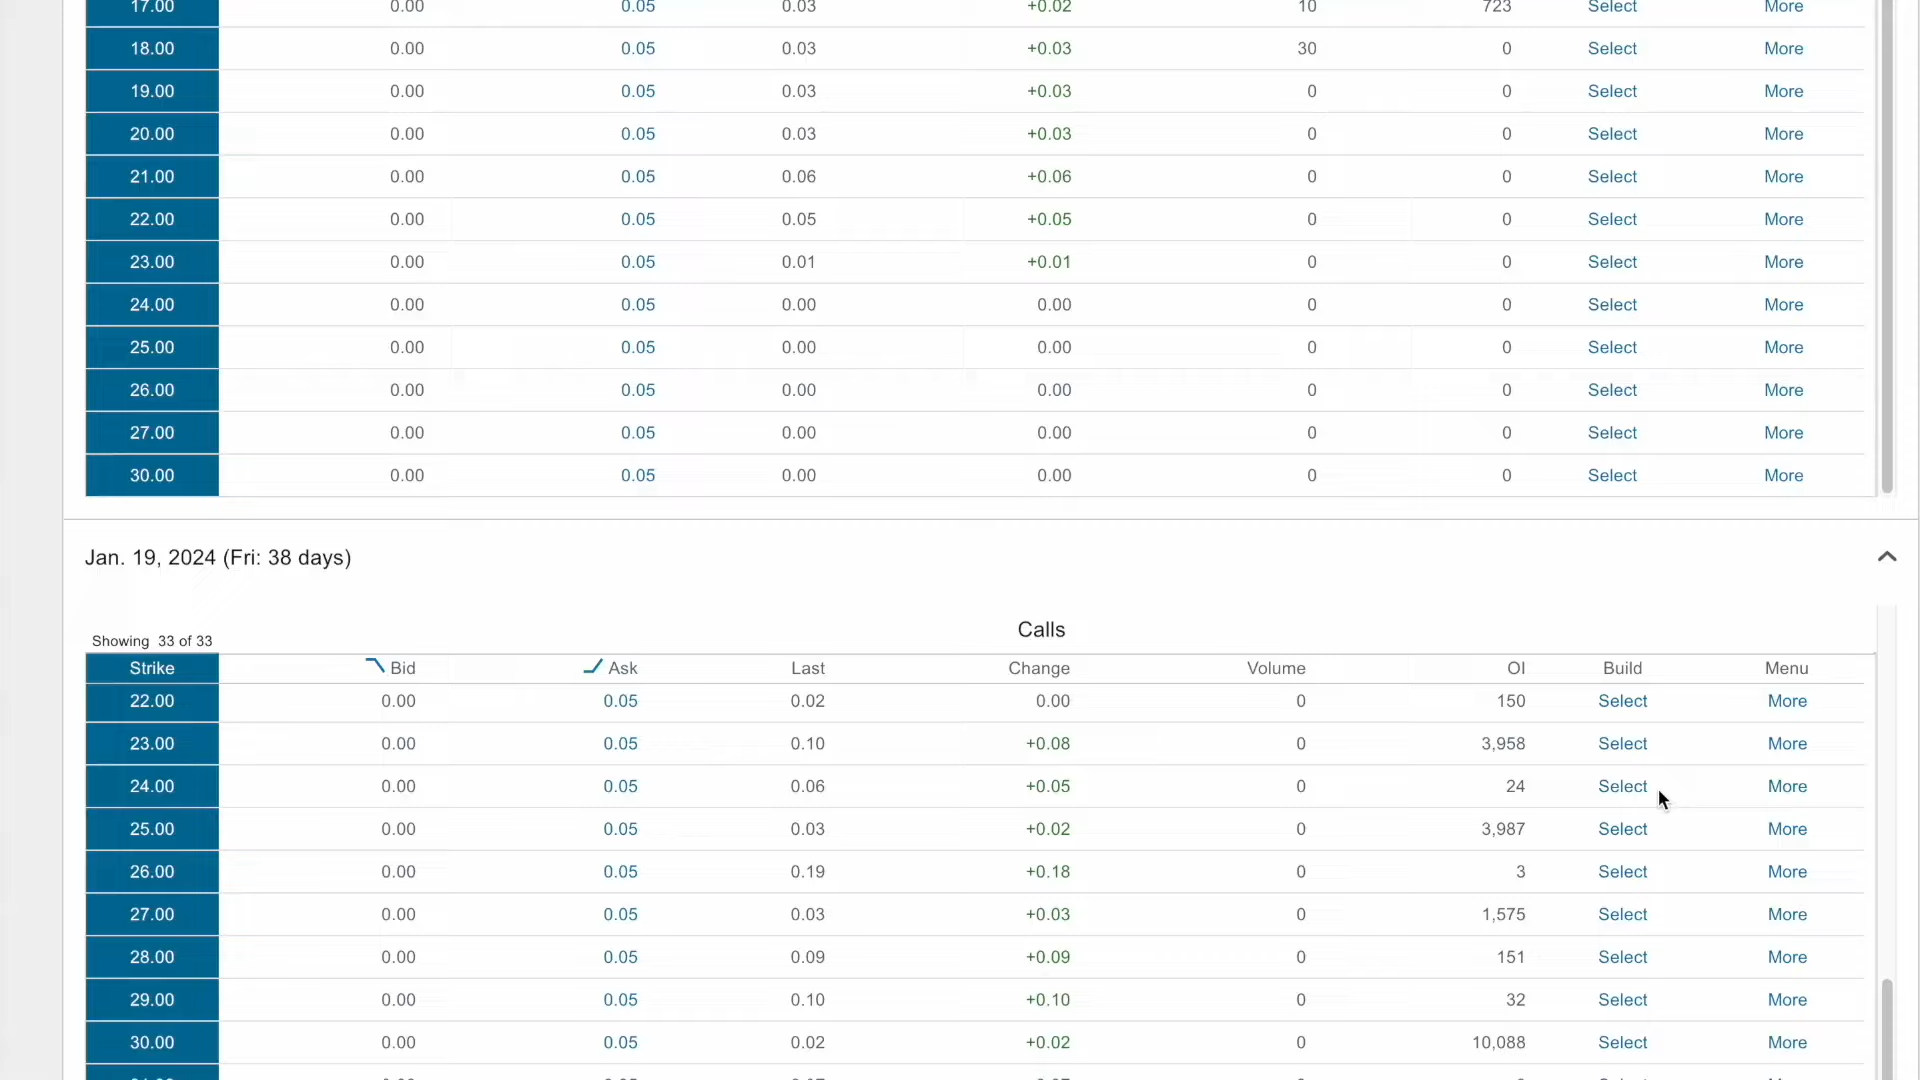 17.00 0.00 0.05 0.03 +0.02 10 723 Select More
18.00 0.00 0.05 0.03 +0.03 30 0 Select More
19.00 0.00 0.05 0.03 +0.03 0 0 Select More
20.00 0.00 0.05 0.03 +0.03 0 0 Select More
21.00 0.00 0.05 0.06 +0.06 0 0 Select More
22.00 0.00 0.05 0.05 +0.05 0 0 Select More
23.00 0.00 0.05 0.01 +0.01 0 0 Select More
24.00 0.00 0.05 0.00 0.00 0 0 Select More
25.00 0.00 0.05 0.00 0.00 0 0 Select More
26.00 0.00 0.05 0.00 0.00 0 0 Select More
27.00 0.00 0.05 0.00 0.00 0 0 Select More
30.00 0.00 0.05 0.00 0.00 0 0 Select More
Jan. 19, 2024 (Fri: 38 days)
Calls
Showing 33 of 33
Strike Bid Ask Last Change Volume OI Build Menu
22.00 0.00 0.05 0.02 0.00 0 150 Select More
23.00 0.00 0.05 0.10 +0.08 0 3,958 Select More
24.00 0.00 0.05 0.06 +0.05 0 24 Select More
25.00 0.00 0.05 0.03 +0.02 0 3,987 Select More
26.00 0.00 0.05 0.19 +0.18 0 3 Select More
27.00 0.00 0.05 0.03 +0.03 0 1,575 Select More
28.00 0.00 0.05 0.09 +0.09 0 151 Select More
29.00 0.00 0.05 0.10 +0.10 0 32 Select More
30.00 0.00 0.05 0.02 +0.02 0 10,088 Select More